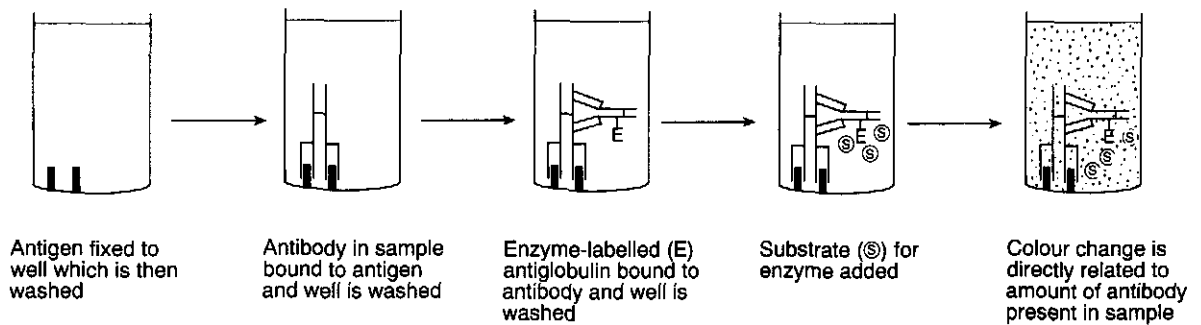 E
E
S
S
S
E
S
S
S
Antigen fixed to
well which is then
washed
Antibody in sample
bound to antigen
and well is washed
Enzyme-labelled (E)
antiglobulin bound to
antibody and well is
washed
Substrate (Ⓢ) for
enzyme added
Colour change is
directly related to
amount of antibody
present in sample